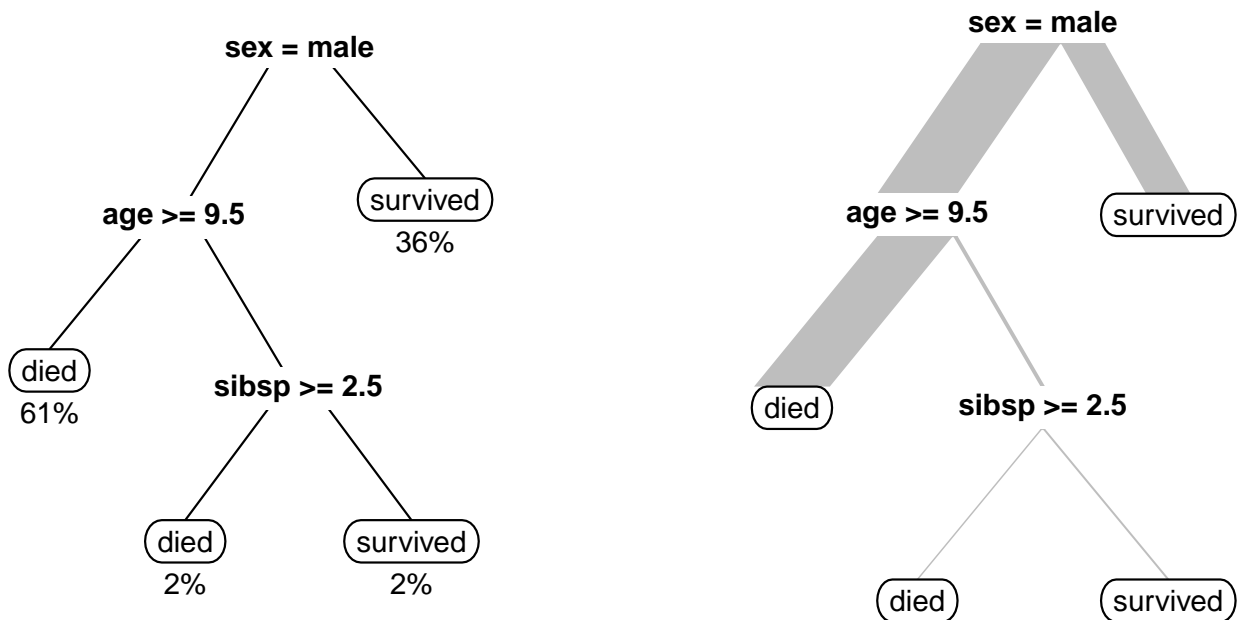 sex = male
age >= 9.5
survived
36%
died
61%
sibsp >= 2.5
died
2%
survived
2%
sex = male
age >= 9.5
survived
died
sibsp >= 2.5
died
survived